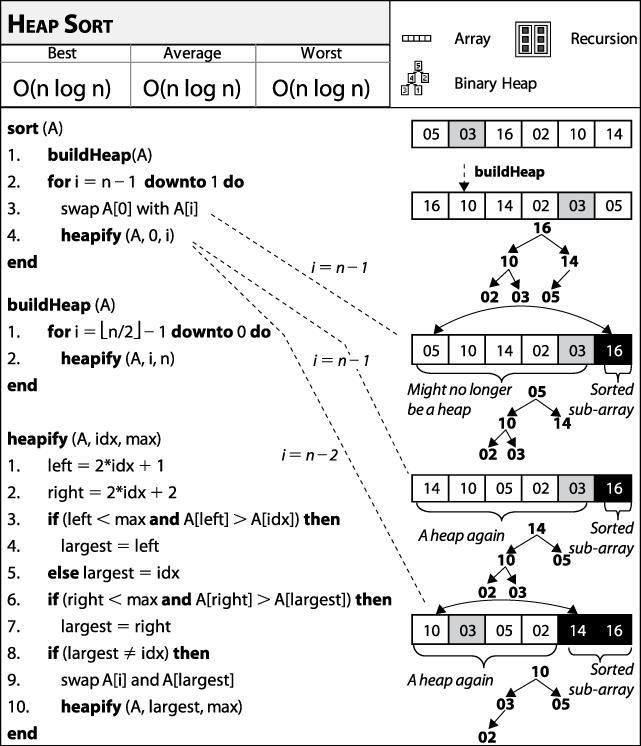 HEAP SORT
Best Average Worst
O(n log n) O(n log n) O(n log n)
Array
Recursion
Binary Heap
5
4 2
3 1
sort (A)
1. buildHeap(A)
2. for i = n − 1 downto 1 do
3. swap A[0] with A[i]
4. heapify (A, 0, i)
end
buildHeap (A)
1. for i = ⌊n/2⌋ − 1 downto 0 do
2. heapify (A, i, n)
end
heapify (A, idx, max)
1. left = 2*idx + 1
2. right = 2*idx + 2
3. if (left < max and A[left] > A[idx]) then
4. largest = left
5. else largest = idx
6. if (right < max and A[right] > A[largest]) then
7. largest = right
8. if (largest ≠ idx) then
9. swap A[i] and A[largest]
10. heapify (A, largest, max)
end
05 03 16 02 10 14
buildHeap
16 10 14 02 03 05
16
10 14
02 03 05
i = n − 1
05 10 14 02 03 16
Might no longer
be a heap
Sorted
sub-array
05
10 14
02 03
i = n − 1
14 10 05 02 03 16
A heap again
Sorted
sub-array
14
10 05
02 03
i = n − 2
10 03 05 02 14 16
A heap again
Sorted
sub-array
10
03 05
02